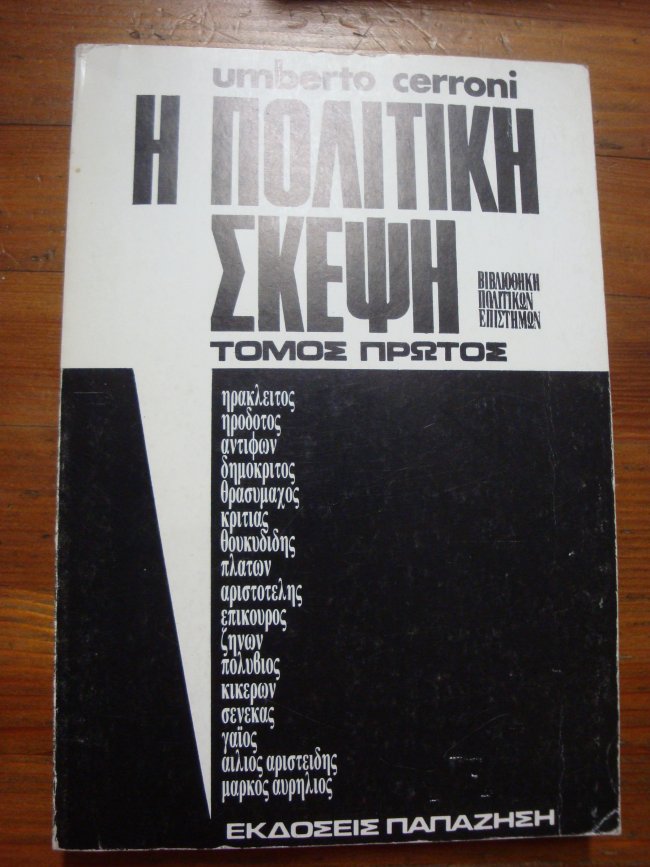 umberto cerroni
Η ΠΟΛΙΤΙΚΗ
ΣΚΕΨΗ
ΒΙΒΛΙΟΘΗΚΗ
ΠΟΛΙΤΙΚΩΝ
ΕΠΙΣΤΗΜΩΝ
ΤΟΜΟΣ ΠΡΩΤΟΣ
ηρακλειτος
ηροδοτος
αντιφων
δημοκριτος
θρασυμαχος
κριτιας
θουκυδιδης
πλατων
αριστοτελης
επικουρος
ζηνων
πολυβιος
κικερων
σενεκας
γαϊος
αιλιος αριστειδης
μαρκος αυρηλιος
ΕΚΔΟΣΕΙΣ ΠΑΠΑΖΗΣΗ